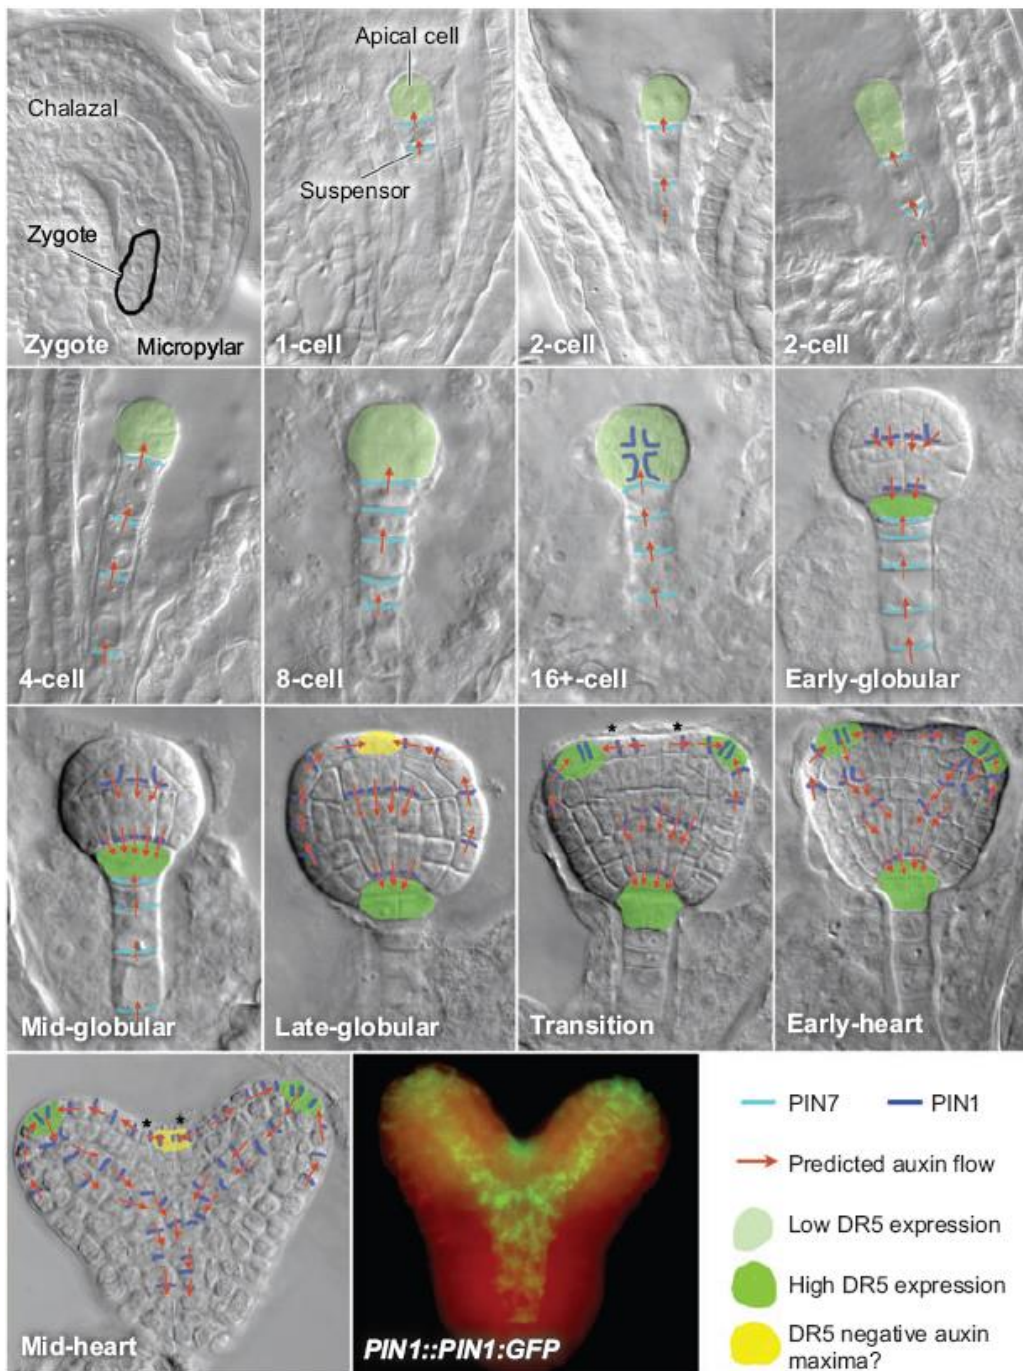 Apical cell
Chalazal
Suspensor
Zygote
Zygote
Micropylar
1-cell
2-cell
2-cell
4-cell
8-cell
16+-cell
Early-globular
* *
Mid-globular
Late-globular
Transition
Early-heart
* *
Mid-heart
PIN1::PIN1:GFP
PIN7
PIN1
Predicted auxin flow
Low DR5 expression
High DR5 expression
DR5 negative auxin
maxima?